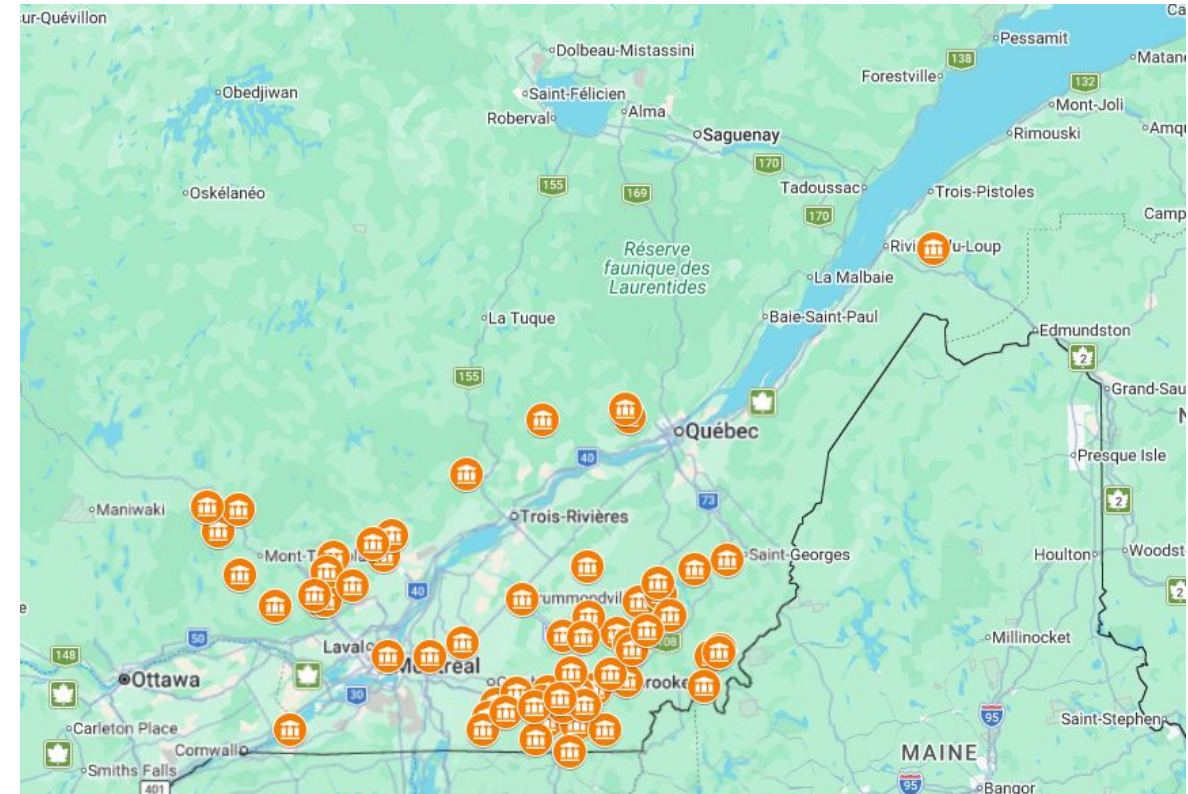 ur-Quévillon
Ca
Dolbeau-Mistassini
Pessamit
138
Matane
Forestville
Obedjiwan
Saint-Félicien
132
Roberval
Alma
Mont-Joli
Saguenay
Rimouski
Amqu
170
Oskélanéo
155
169
Tadoussac
Trois-Pistoles
170
Camp
Réserve
faunique des
Laurentides
u-Loup
La Malbaie
La Tuque
Baie-Saint-Paul
Edmundston
2
155
Grand-Sau
N
Québec
40
Presque Isle
Maniwaki
73
2
Trois-Rivières
Mont-T
Saint-Georges
Houlton
Woodst
40
2
50
Laval
Millinocket
148
Ottawa
30
Carleton Place
95
Saint-Stephen
Cornwall
MAINE
Smiths Falls
401
95
Bangor